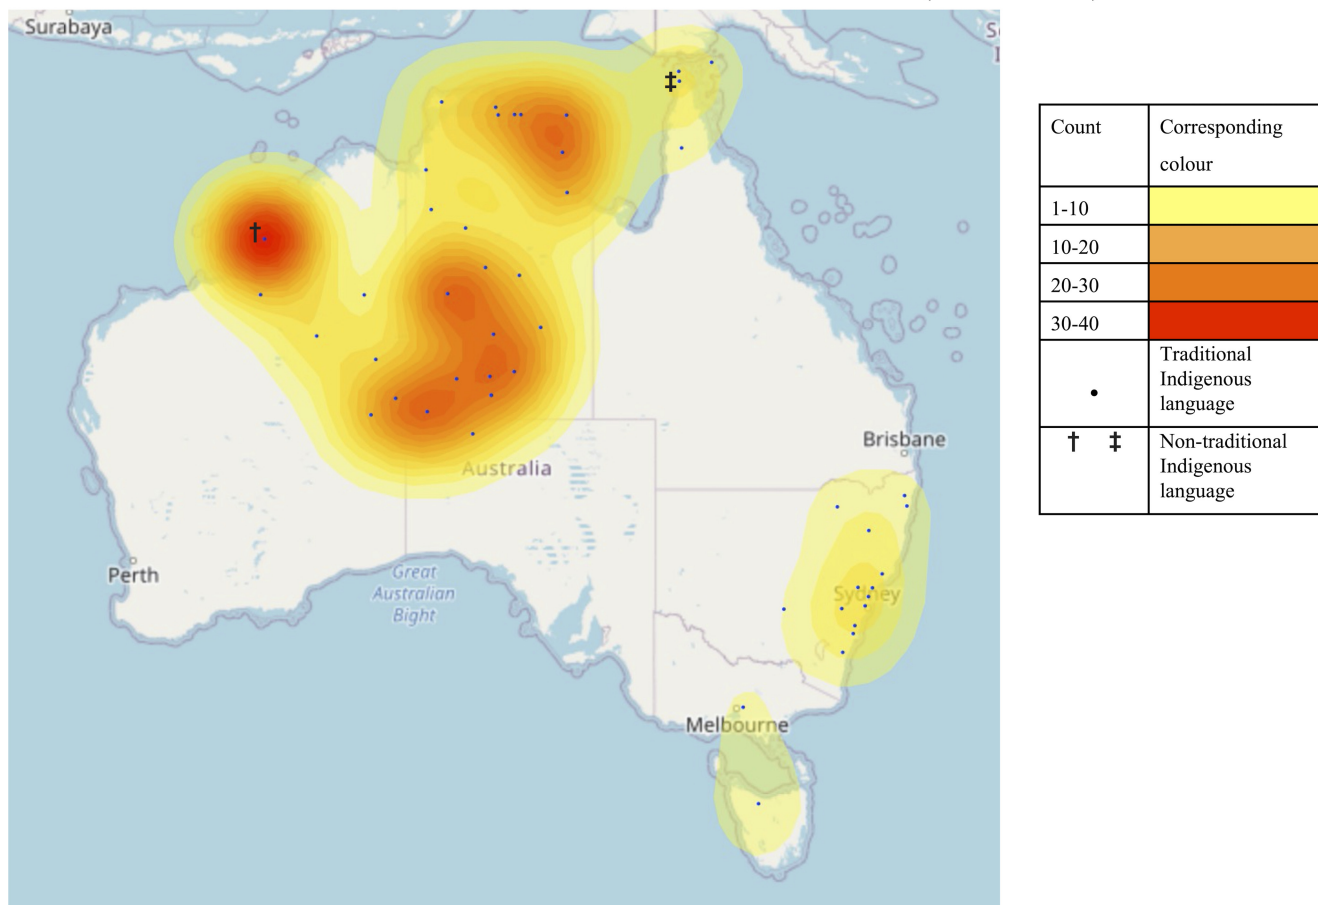 Surabaya
Count
Corresponding
colour
1-10
10-20
20-30
30-40
Traditional
Indigenous
language
† ‡
Non-traditional
Indigenous
language
‡
†
Brisbane
Australia
Perth
Great
Australian
Bight
Sydney
Melbourne